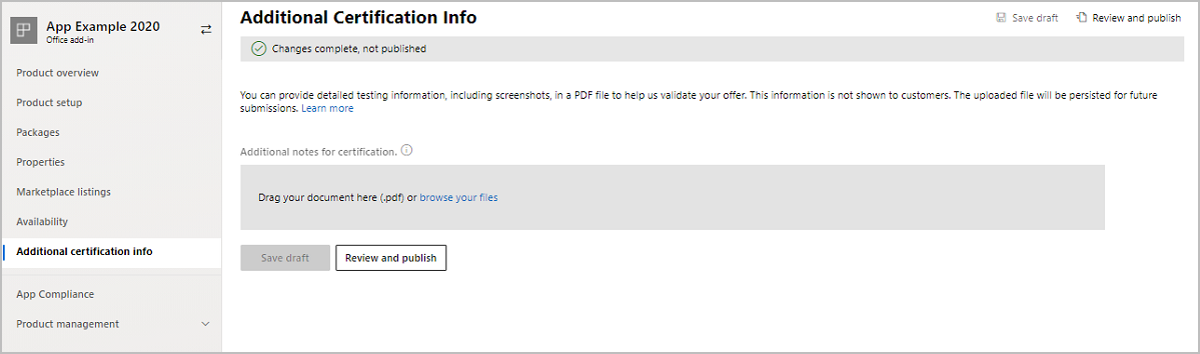 App Example 2020
Office add-in
Product overview
Product setup
Packages
Properties
Marketplace listings
Availability
Additional certification info
App Compliance
Product management
Additional Certification Info
Save draft
Review and publish
Changes complete, not published
You can provide detailed testing information, including screenshots, in a PDF file to help us validate your offer. This information is not shown to customers. The uploaded file will be persisted for future
submissions. Learn more
Additional notes for certification.
Drag your document here (.pdf) or browse your files
Save draft
Review and publish